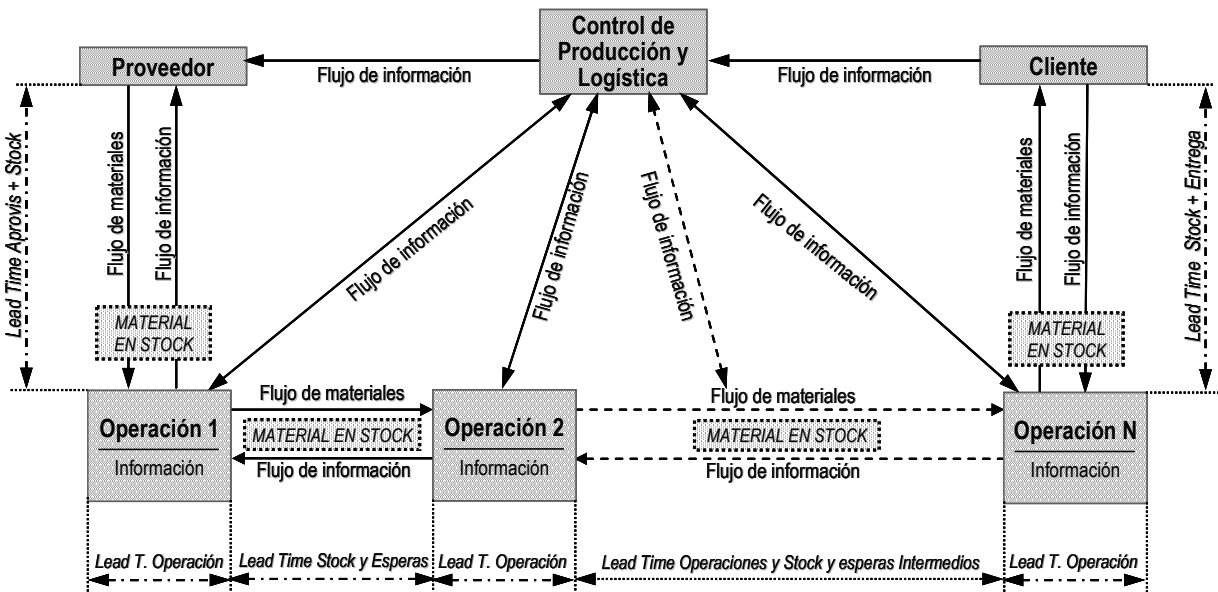 Control de
Producción y
Logística
Proveedor
Flujo de información
Flujo de información
Cliente
Lead Time Aprovis + Stock
Flujo de materiales
Flujo de información
Flujo de información
Flujo de información
Flujo de
información
Flujo de
información
Flujo de materiales
Flujo de información
Lead Time Stock + Entrega
MATERIAL
EN STOCK
MATERIAL
EN STOCK
Operación 1
Información
Flujo de materiales
MATERIAL EN STOCK
Flujo de información
Operación 2
Información
Flujo de materiales
MATERIAL EN STOCK
Flujo de información
Operación N
Información
Lead T. Operación
Lead Time Stock y Esperas
Lead T. Operación
Lead Time Operaciones y Stock y esperas Intermedios
Lead T. Operación